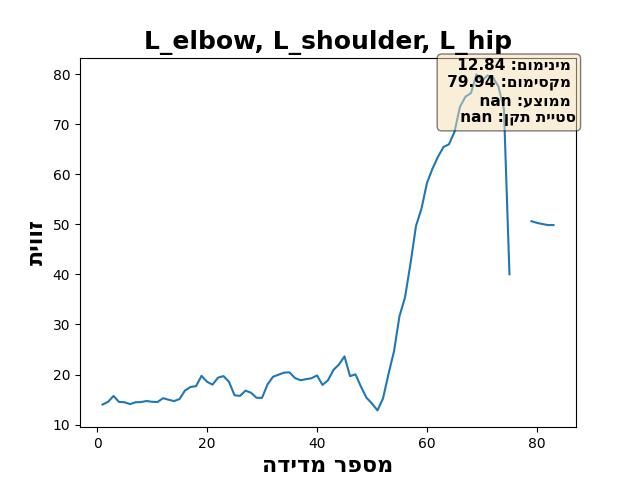 L_elbow, L_shoulder, L_hip
מינימום: 12.84
מקסימום: 79.94
ממוצע: nan
סטיית תקן: nan
זווית
80
70
60
50
40
30
20
10
0 20 40 60 80
מספר מדידה